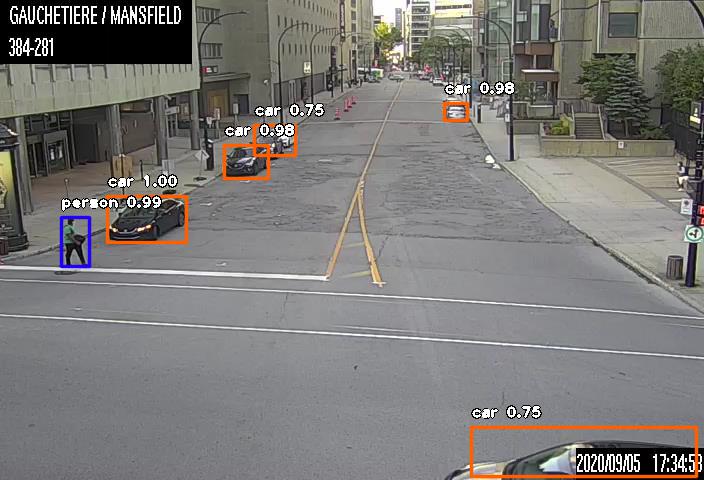 GAUCHETIERE / MANSFIELD
384-281
car 0.98
car 0.75
car 0.98
car 1.00
person 0.99
car 0.75
2020/09/05 17:34:53